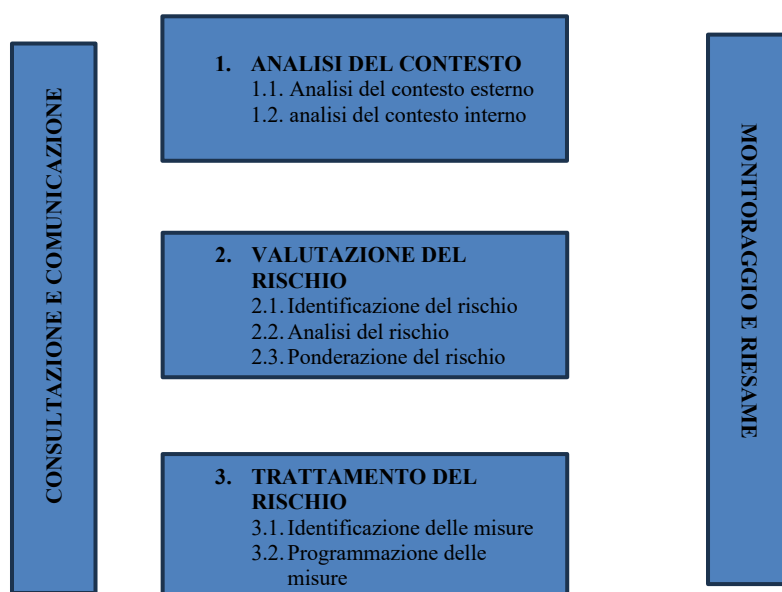 CONSULTAZIONE E COMUNICAZIONE
1. ANALISI DEL CONTESTO
1.1. Analisi del contesto esterno
1.2. analisi del contesto interno
2. VALUTAZIONE DEL
RISCHIO
2.1. Identificazione del rischio
2.2. Analisi del rischio
2.3. Ponderazione del rischio
3. TRATTAMENTO DEL
RISCHIO
3.1. Identificazione delle misure
3.2. Programmazione delle
misure
MONITORAGGIO E RIESAME